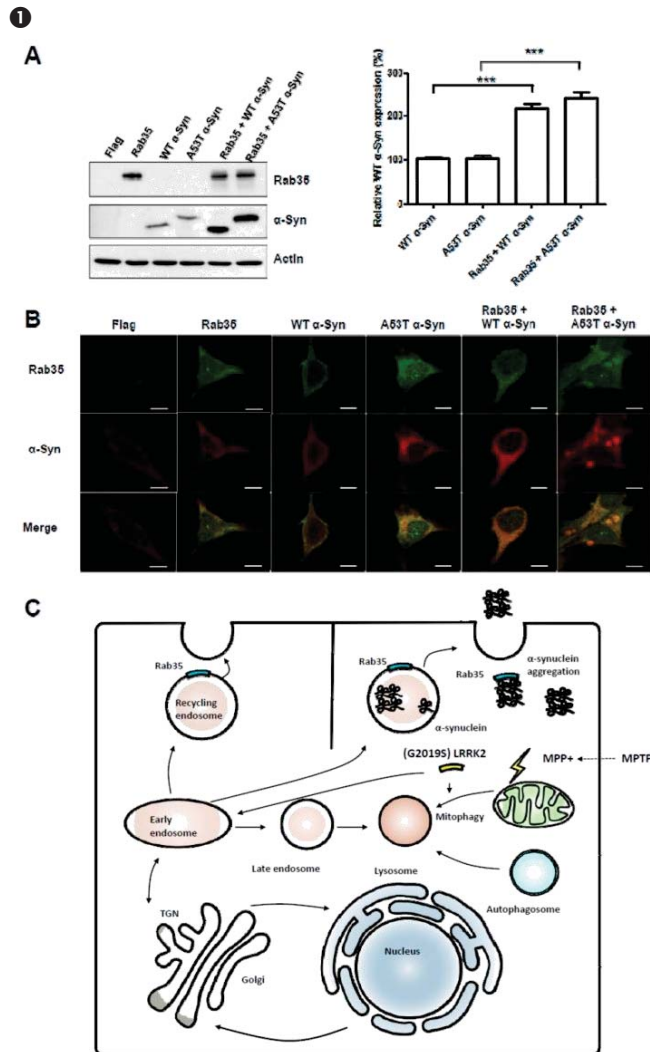 1
A
Flag
Rab35
WT α-Syn
A53T α-Syn
Rab35 + WT α-Syn
Rab35 + A53T α-Syn
Rab35
α-Syn
Actin
Relative WT α-Syn expression (%)
300
200
100
0
***
***
WT α-Syn
A53T α-Syn
Rab35 + WT α-Syn
Rab35 + A53T α-Syn
B
Flag
Rab35
WT α-Syn
A53T α-Syn
Rab35 +
WT α-Syn
Rab35 +
A53T α-Syn
Rab35
α-Syn
Merge
C
Rab35
Recycling
endosome
Rab35
α-synuclein
Rab35
α-synuclein
aggregation
(G2019S) LRRK2
MPP+
MPTP
Early
endosome
Late endosome
Mitophagy
Lysosome
Autophagosome
TGN
Golgi
Nucleus